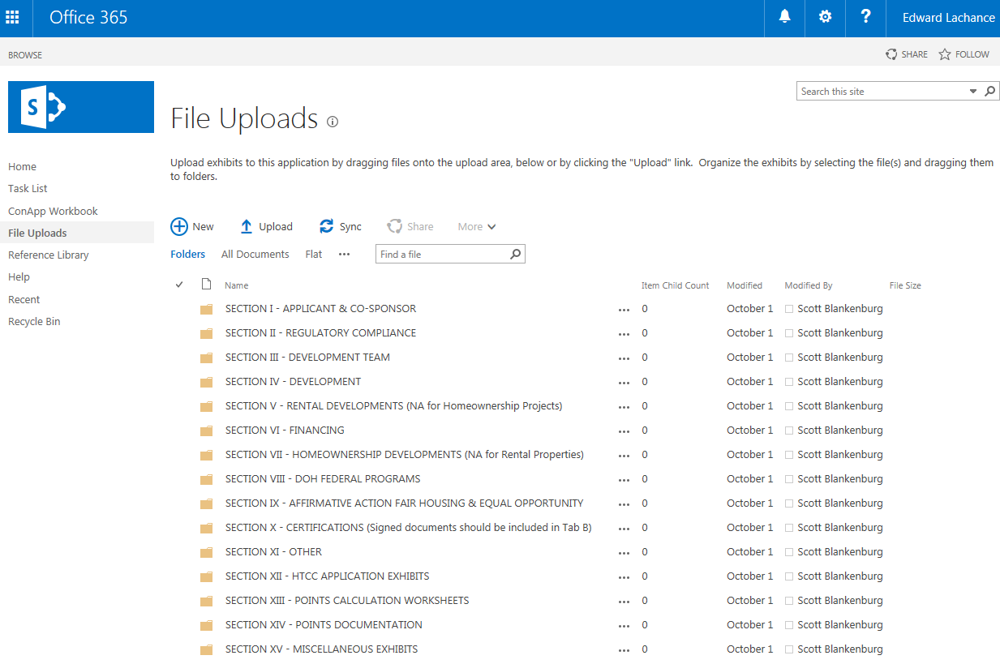 Office 365
?
Edward Lachance
BROWSE
SHARE
FOLLOW
S
Search this site
File Uploads
Home
Task List
ConApp Workbook
File Uploads
Reference Library
Help
Recent
Recycle Bin
Upload exhibits to this application by dragging files onto the upload area, below or by clicking the "Upload" link.  Organize the exhibits by selecting the file(s) and dragging them
to folders.
New Upload Sync Share More
Folders All Documents Flat ••• Find a file
Name Item Child Count Modified Modified By File Size
SECTION I - APPLICANT & CO-SPONSOR ••• 0 October 1 Scott Blankenburg
SECTION II - REGULATORY COMPLIANCE ••• 0 October 1 Scott Blankenburg
SECTION III - DEVELOPMENT TEAM ••• 0 October 1 Scott Blankenburg
SECTION IV - DEVELOPMENT ••• 0 October 1 Scott Blankenburg
SECTION V - RENTAL DEVELOPMENTS (NA for Homeownership Projects) ••• 0 October 1 Scott Blankenburg
SECTION VI - FINANCING ••• 0 October 1 Scott Blankenburg
SECTION VII - HOMEOWNERSHIP DEVELOPMENTS (NA for Rental Properties) ••• 0 October 1 Scott Blankenburg
SECTION VIII - DOH FEDERAL PROGRAMS ••• 0 October 1 Scott Blankenburg
SECTION IX - AFFIRMATIVE ACTION FAIR HOUSING & EQUAL OPPORTUNITY ••• 0 October 1 Scott Blankenburg
SECTION X - CERTIFICATIONS (Signed documents should be included in Tab B) ••• 0 October 1 Scott Blankenburg
SECTION XI - OTHER ••• 0 October 1 Scott Blankenburg
SECTION XII - HTCC APPLICATION EXHIBITS ••• 0 October 1 Scott Blankenburg
SECTION XIII - POINTS CALCULATION WORKSHEETS ••• 0 October 1 Scott Blankenburg
SECTION XIV - POINTS DOCUMENTATION ••• 0 October 1 Scott Blankenburg
SECTION XV - MISCELLANEOUS EXHIBITS ••• 0 October 1 Scott Blankenburg